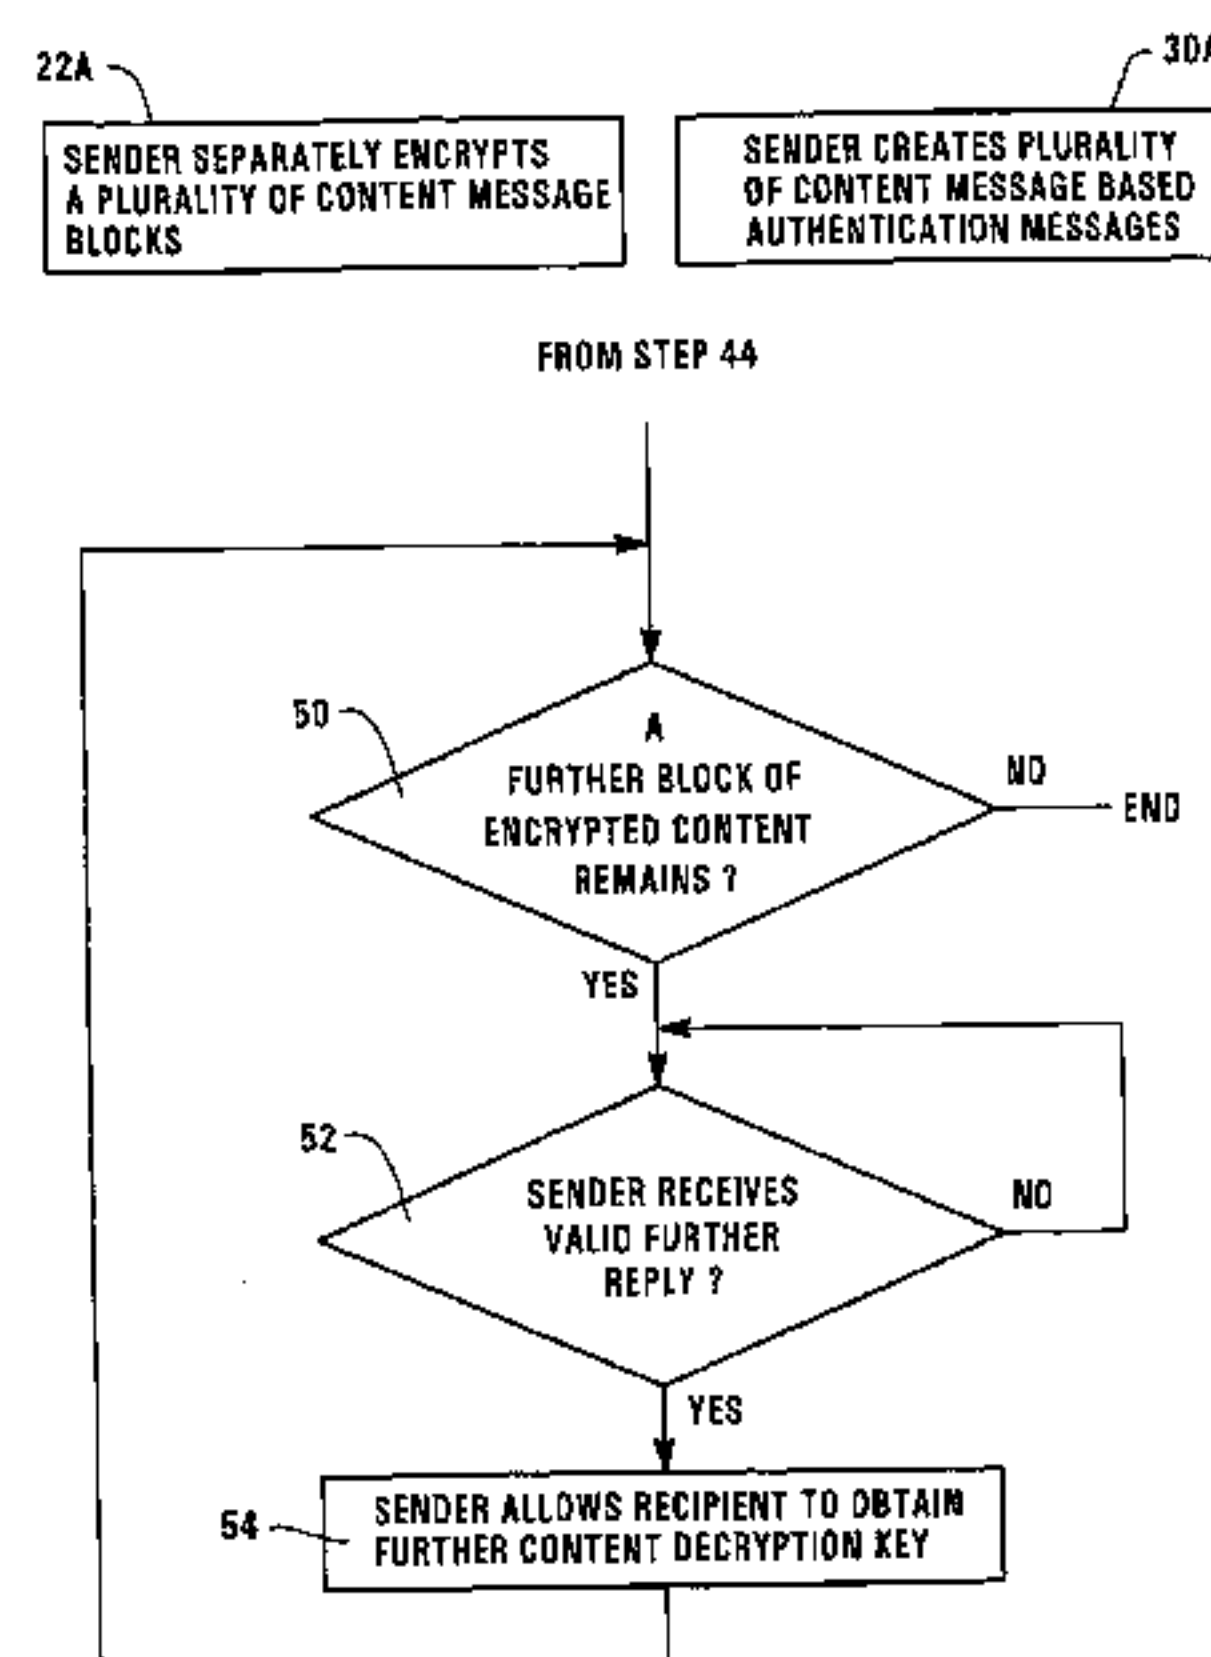 22A
30A
SENDER SEPARATELY ENCRYPTS
A PLURALITY OF CONTENT MESSAGE
BLOCKS
SENDER CREATES PLURALITY
OF CONTENT MESSAGE BASED
AUTHENTICATION MESSAGES
FROM STEP 44
50
A
FURTHER BLOCK OF
ENCRYPTED CONTENT
REMAINS ?
NO
END
YES
52
SENDER RECEIVES
VALID FURTHER
REPLY ?
NO
YES
54
SENDER ALLOWS RECIPIENT TO OBTAIN
FURTHER CONTENT DECRYPTION KEY